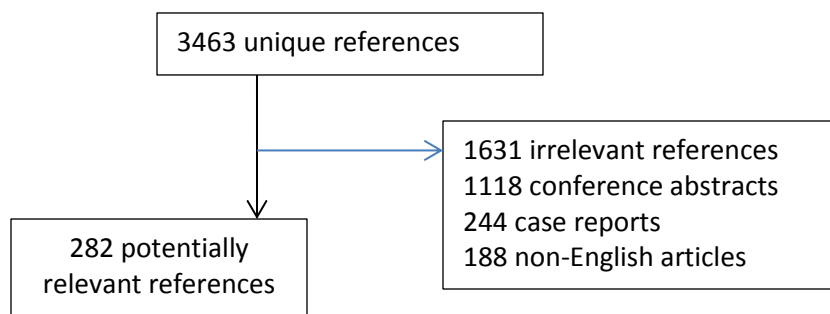 3463 unique references
1631 irrelevant references
1118 conference abstracts
244 case reports
188 non-English articles
282 potentially
relevant references